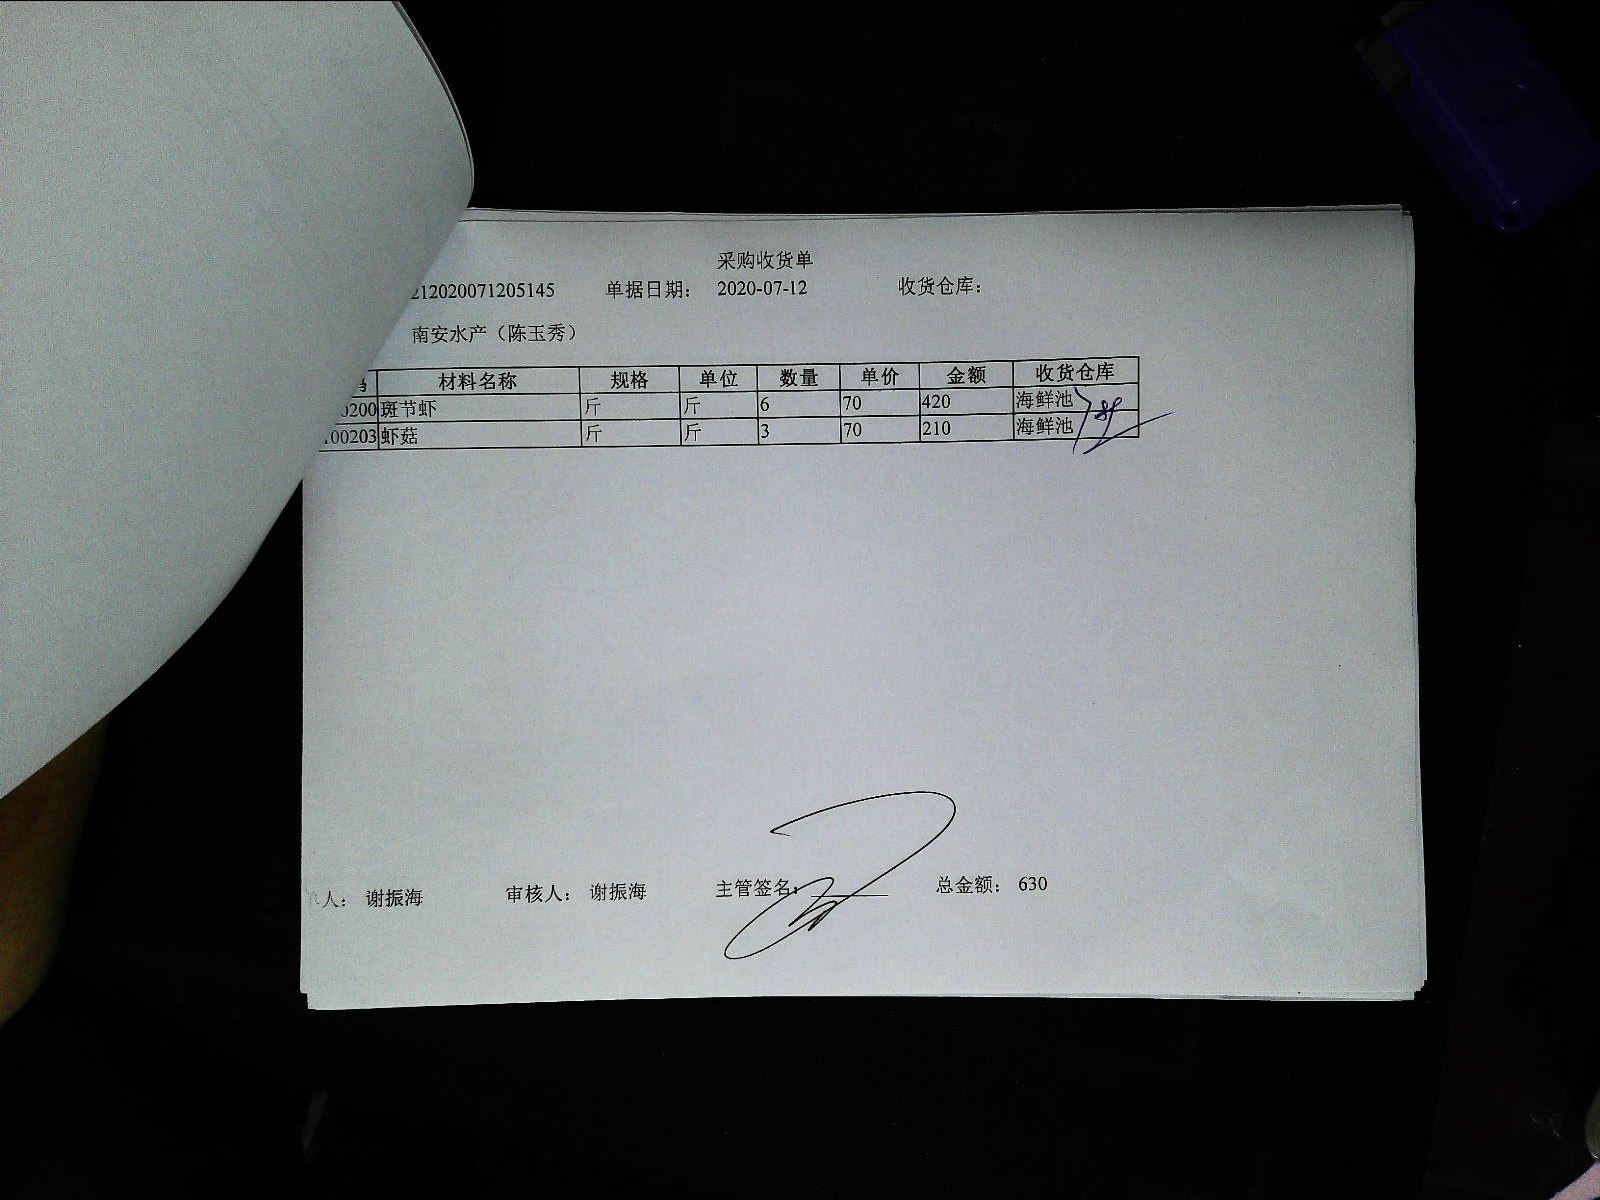 采购收货单
212020071205145 单据日期： 2020-07-12 收货仓库：
南安水产（陈玉秀）
码 材料名称 规格 单位 数量 单价 金额 收货仓库
0200 斑节虾 斤 斤 6 70 420 海鲜池
100203 虾菇 斤 斤 3 70 210 海鲜池
人： 谢振海 审核人： 谢振海 主管签名： 总金额： 630